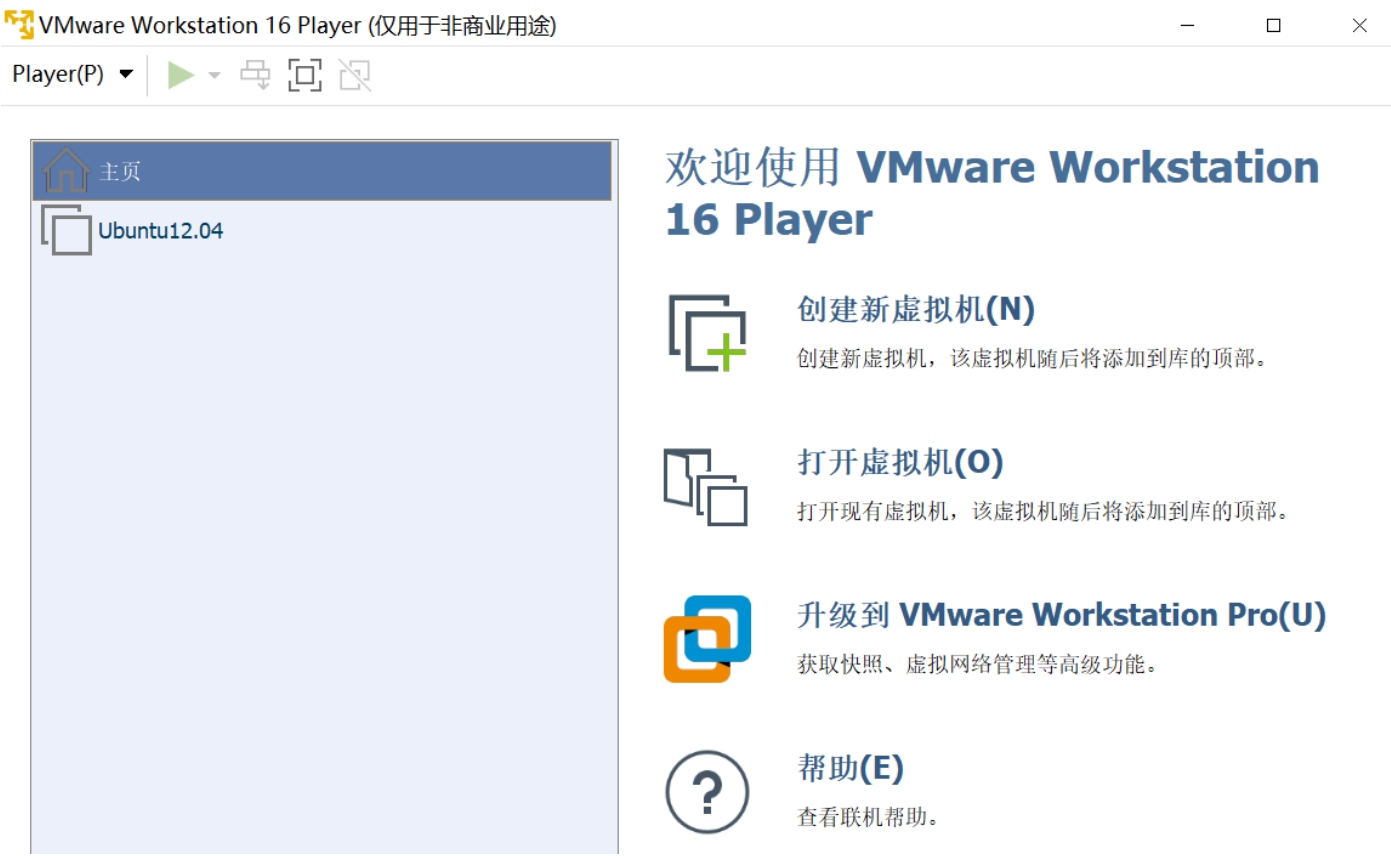 VMware Workstation 16 Player (仅用于非商业用途)
Player(P)
主页
Ubuntu12.04
欢迎使用 VMware Workstation
16 Player
创建新虚拟机(N)
创建新虚拟机，该虚拟机随后将添加到库的顶部。
打开虚拟机(O)
打开现有虚拟机，该虚拟机随后将添加到库的顶部。
升级到 VMware Workstation Pro(U)
获取快照、虚拟网络管理等高级功能。
帮助(E)
查看联机帮助。